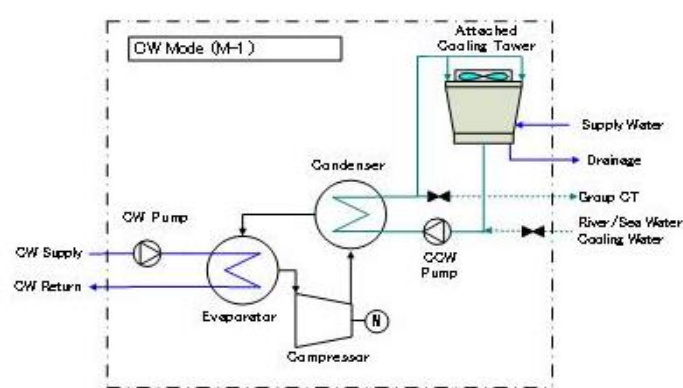 Attached
Cooling Tower
CW Mode (M-1)
Supply Water
Drainage
Condenser
Group CT
CW Pump
River/Sea Water
Cooling Water
CW Supply
CCW
Pump
CW Return
Evaparator
N
Compressor